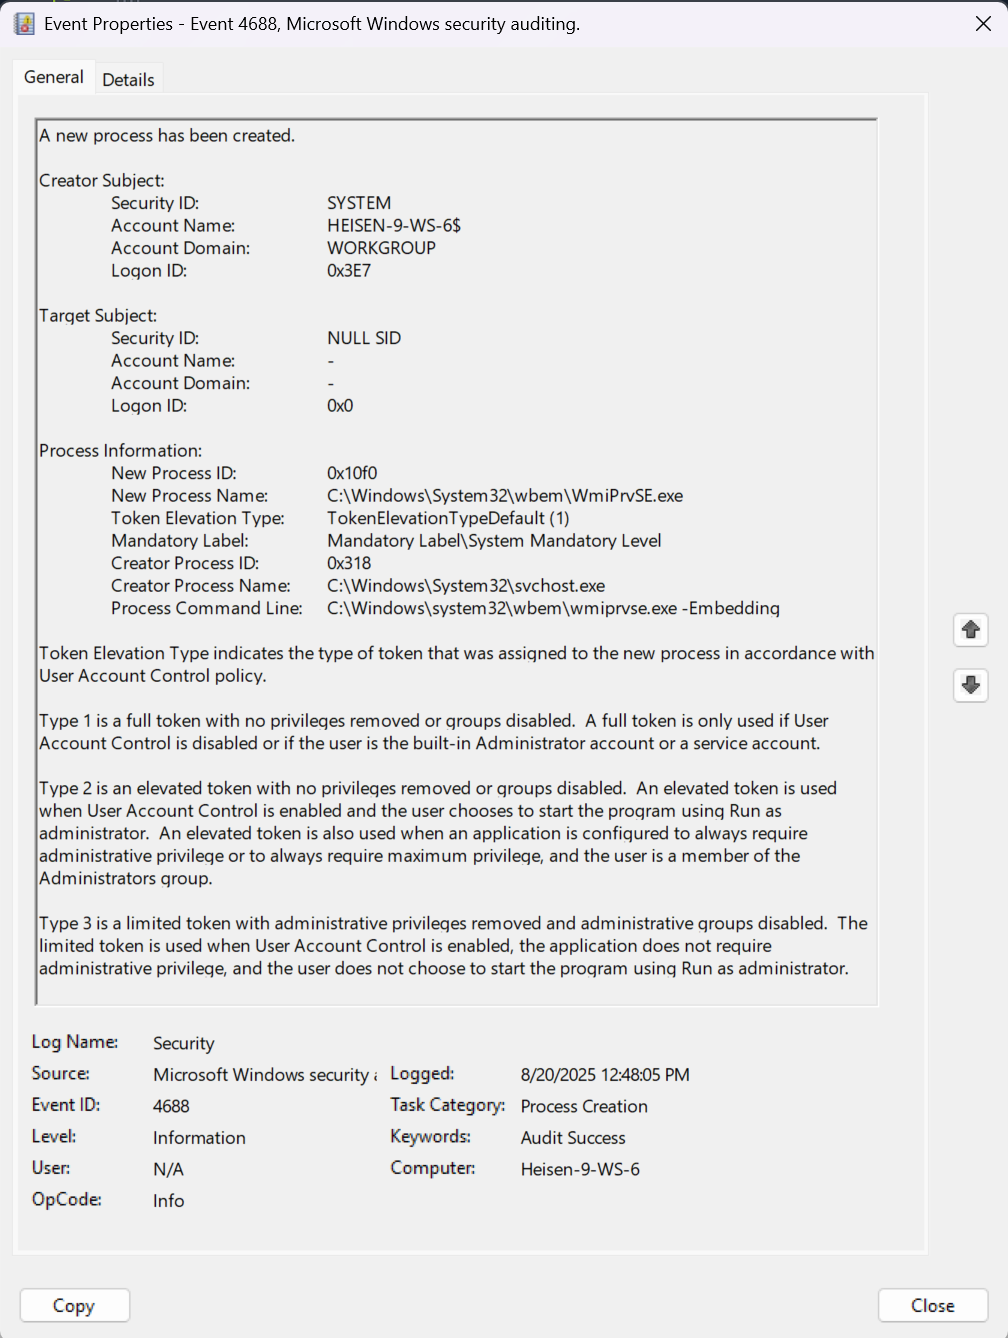 Event Properties - Event 4688, Microsoft Windows security auditing.
General Details
A new process has been created.
Creator Subject:
Security ID: SYSTEM
Account Name: HEISEN-9-WS-6$
Account Domain: WORKGROUP
Logon ID: 0x3E7
Target Subject:
Security ID: NULL SID
Account Name: -
Account Domain: -
Logon ID: 0x0
Process Information:
New Process ID: 0x10f0
New Process Name: C:\Windows\System32\wbem\WmiPrvSE.exe
Token Elevation Type: TokenElevationTypeDefault (1)
Mandatory Label: Mandatory Label\System Mandatory Level
Creator Process ID: 0x318
Creator Process Name: C:\Windows\System32\svchost.exe
Process Command Line: C:\Windows\system32\wbem\wmiprvse.exe -Embedding
Token Elevation Type indicates the type of token that was assigned to the new process in accordance with
User Account Control policy.
Type 1 is a full token with no privileges removed or groups disabled.  A full token is only used if User
Account Control is disabled or if the user is the built-in Administrator account or a service account.
Type 2 is an elevated token with no privileges removed or groups disabled.  An elevated token is used
when User Account Control is enabled and the user chooses to start the program using Run as
administrator.  An elevated token is also used when an application is configured to always require
administrative privilege or to always require maximum privilege, and the user is a member of the
Administrators group.
Type 3 is a limited token with administrative privileges removed and administrative groups disabled.  The
limited token is used when User Account Control is enabled, the application does not require
administrative privilege, and the user does not choose to start the program using Run as administrator.
Log Name: Security
Source: Microsoft Windows security Logged: 8/20/2025 12:48:05 PM
Event ID: 4688 Task Category: Process Creation
Level: Information Keywords: Audit Success
User: N/A Computer: Heisen-9-WS-6
OpCode: Info
Copy Close